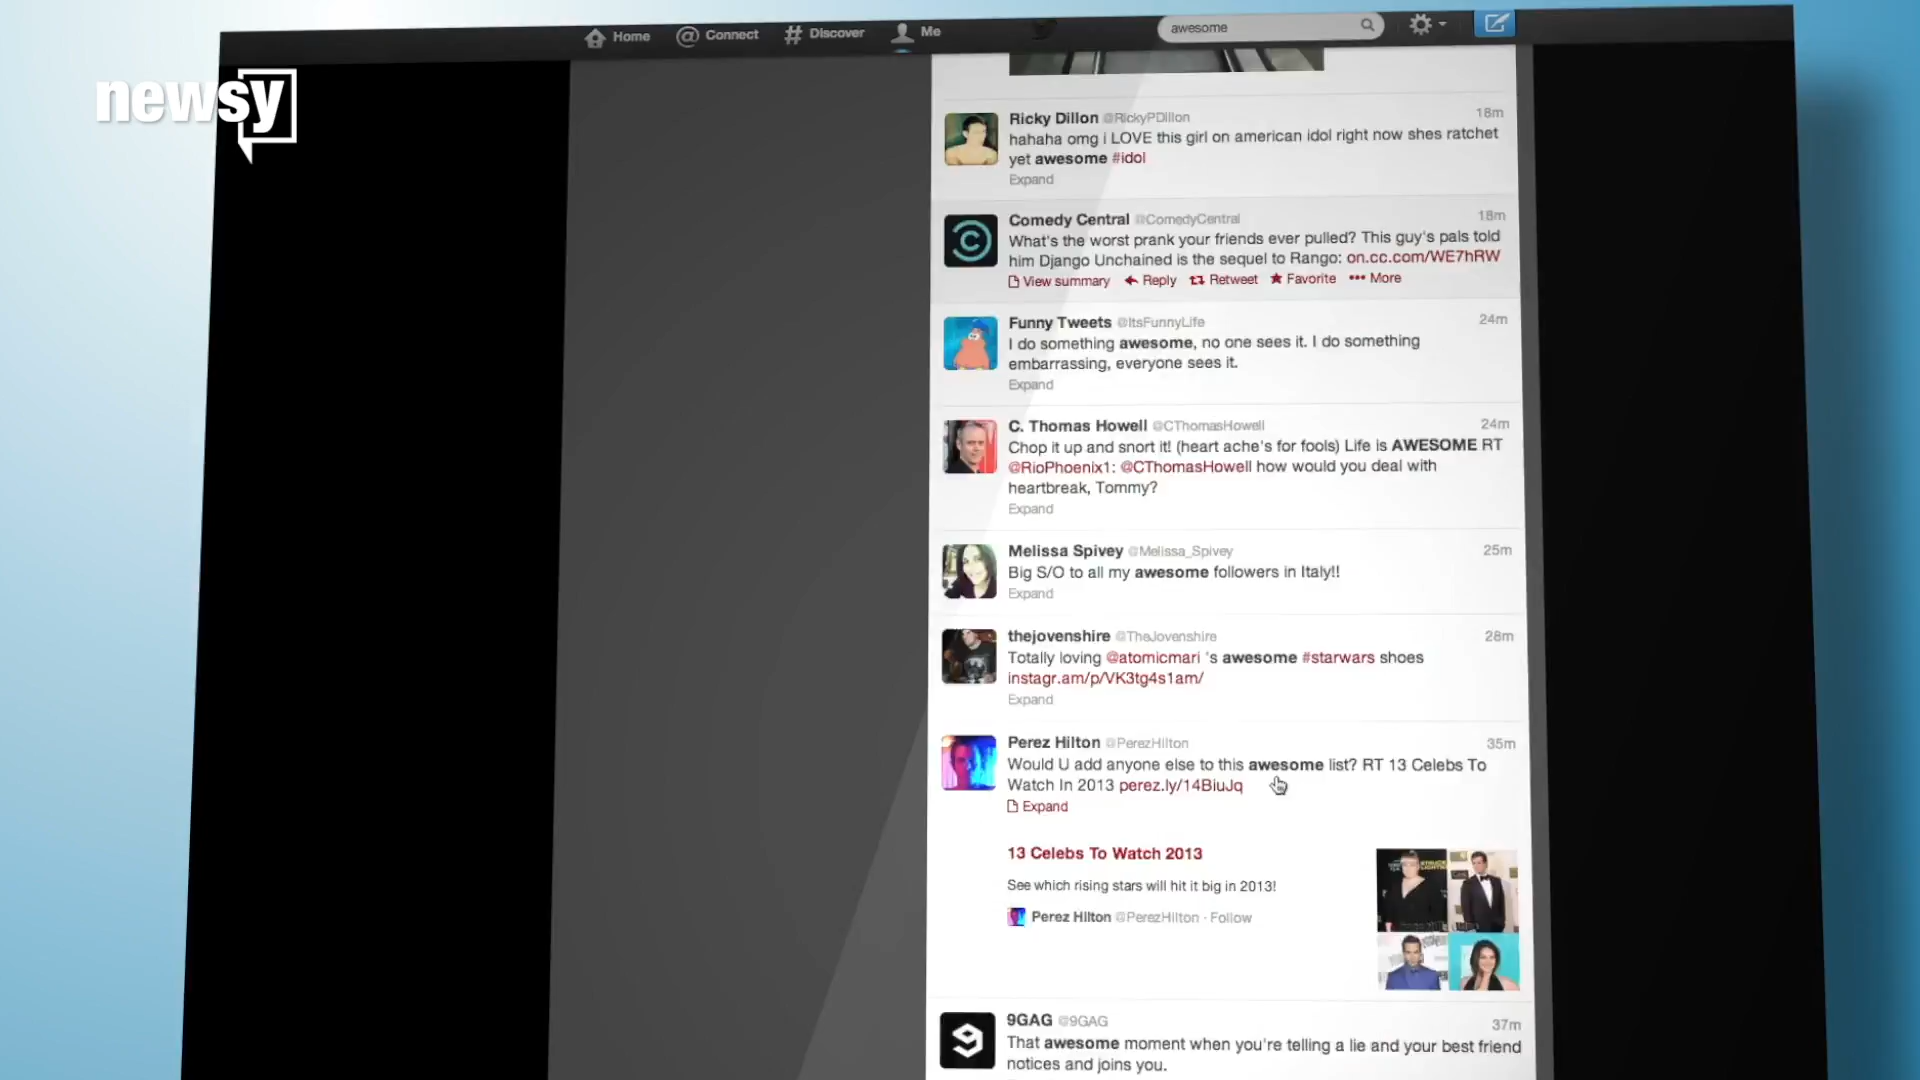 Home Connect Discover Me awesome
newsy
Ricky Dillon @RickyPDillon 18m
hahaha omg i LOVE this girl on american idol right now shes ratchet
yet awesome #idol
Expand
Comedy Central @ComedyCentral 18m
What's the worst prank your friends ever pulled? This guy's pals told
him Django Unchained is the sequel to Rango: on.cc.com/WE7hRW
View summary Reply Retweet Favorite More
Funny Tweets @ItsFunnyLife 24m
I do something awesome, no one sees it. I do something
embarrassing, everyone sees it.
Expand
C. Thomas Howell @CThomasHowell 24m
Chop it up and snort it! (heart ache's for fools) Life is AWESOME RT
@RioPhoenix1: @CThomasHowell how would you deal with
heartbreak, Tommy?
Expand
Melissa Spivey @Melissa_Spivey 25m
Big S/O to all my awesome followers in Italy!!
Expand
thejovenshire @TheJovenshire 28m
Totally loving @atomicmari 's awesome #starwars shoes
instagr.am/p/VK3tg4s1am/
Expand
Perez Hilton @PerezHilton 35m
Would U add anyone else to this awesome list? RT 13 Celebs To
Watch In 2013 perez.ly/14BiuJq
Expand
13 Celebs To Watch 2013
See which rising stars will hit it big in 2013!
Perez Hilton @PerezHilton · Follow
9GAG @9GAG 37m
That awesome moment when you're telling a lie and your best friend
notices and joins you.